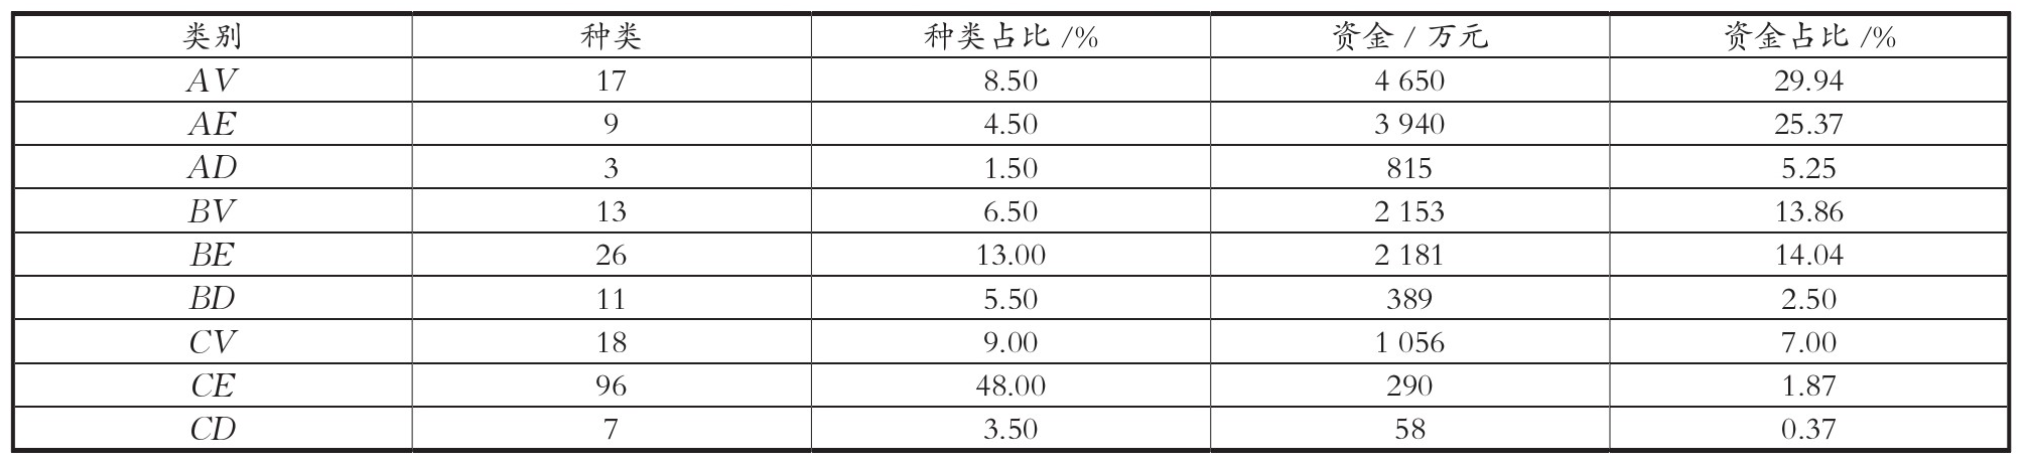 类别 种类 种类占比 /% 资金 / 万元 资金占比 /%
AV 17 8.50 4 650 29.94
AE 9 4.50 3 940 25.37
AD 3 1.50 815 5.25
BV 13 6.50 2 153 13.86
BE 26 13.00 2 181 14.04
BD 11 5.50 389 2.50
CV 18 9.00 1 056 7.00
CE 96 48.00 290 1.87
CD 7 3.50 58 0.37